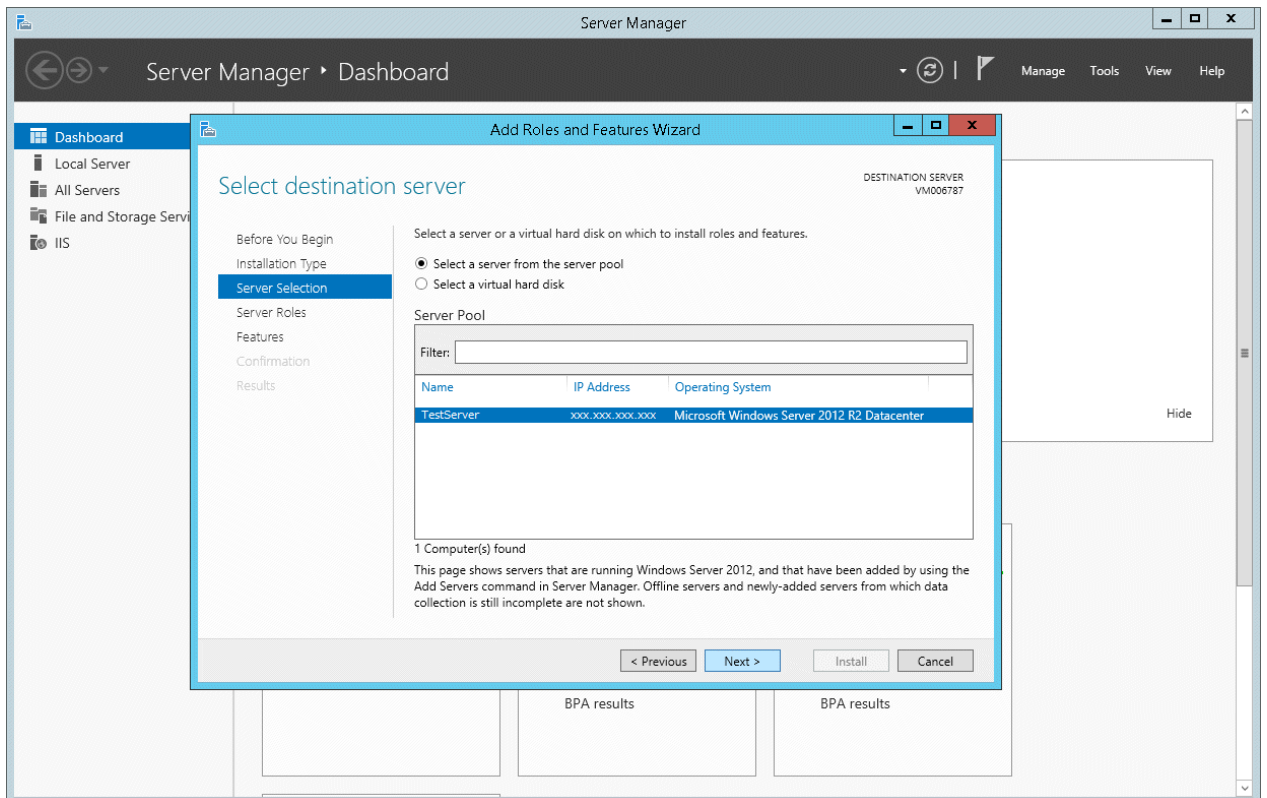 Server Manager
Server Manager ‣ Dashboard
Manage Tools View Help
Dashboard
Local Server
All Servers
File and Storage Servi
IIS
Add Roles and Features Wizard
Select destination server
DESTINATION SERVER
VM006787
Before You Begin
Installation Type
Server Selection
Server Roles
Features
Confirmation
Results
Select a server or a virtual hard disk on which to install roles and features.
Select a server from the server pool
Select a virtual hard disk
Server Pool
Filter:
Name IP Address Operating System
TestServer xxx.xxx.xxx.xxx Microsoft Windows Server 2012 R2 Datacenter
1 Computer(s) found
This page shows servers that are running Windows Server 2012, and that have been added by using the
Add Servers command in Server Manager. Offline servers and newly-added servers from which data
collection is still incomplete are not shown.
< Previous Next > Install Cancel
Hide
BPA results BPA results